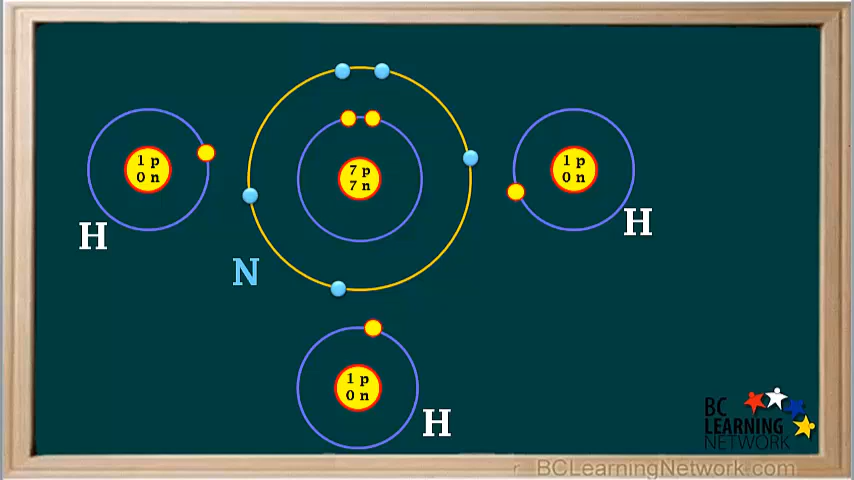 1 p
0 n
H
7 p
7 n
N
1 p
0 n
H
1 p
0 n
H
BC
LEARNING
NETWORK
BCLearningNetwork.com